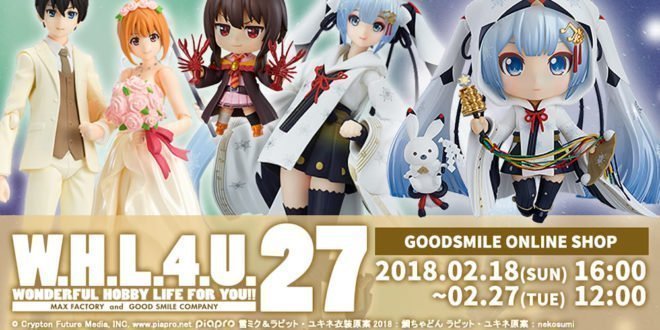 W.H.L.4.U. 27
WONDERFUL HOBBY LIFE FOR YOU!!
MAX FACTORY and GOOD SMILE COMPANY
GOODSMILE ONLINE SHOP
2018.02.18(SUN) 16:00
~02.27(TUE) 12:00
© Crypton Future Media, INC. www.piapro.net piapro 雪ミク&ラビット・ユキネ衣装原案 2018：鯛ちゃどん ラビット・ユキネ原案：nekosumi